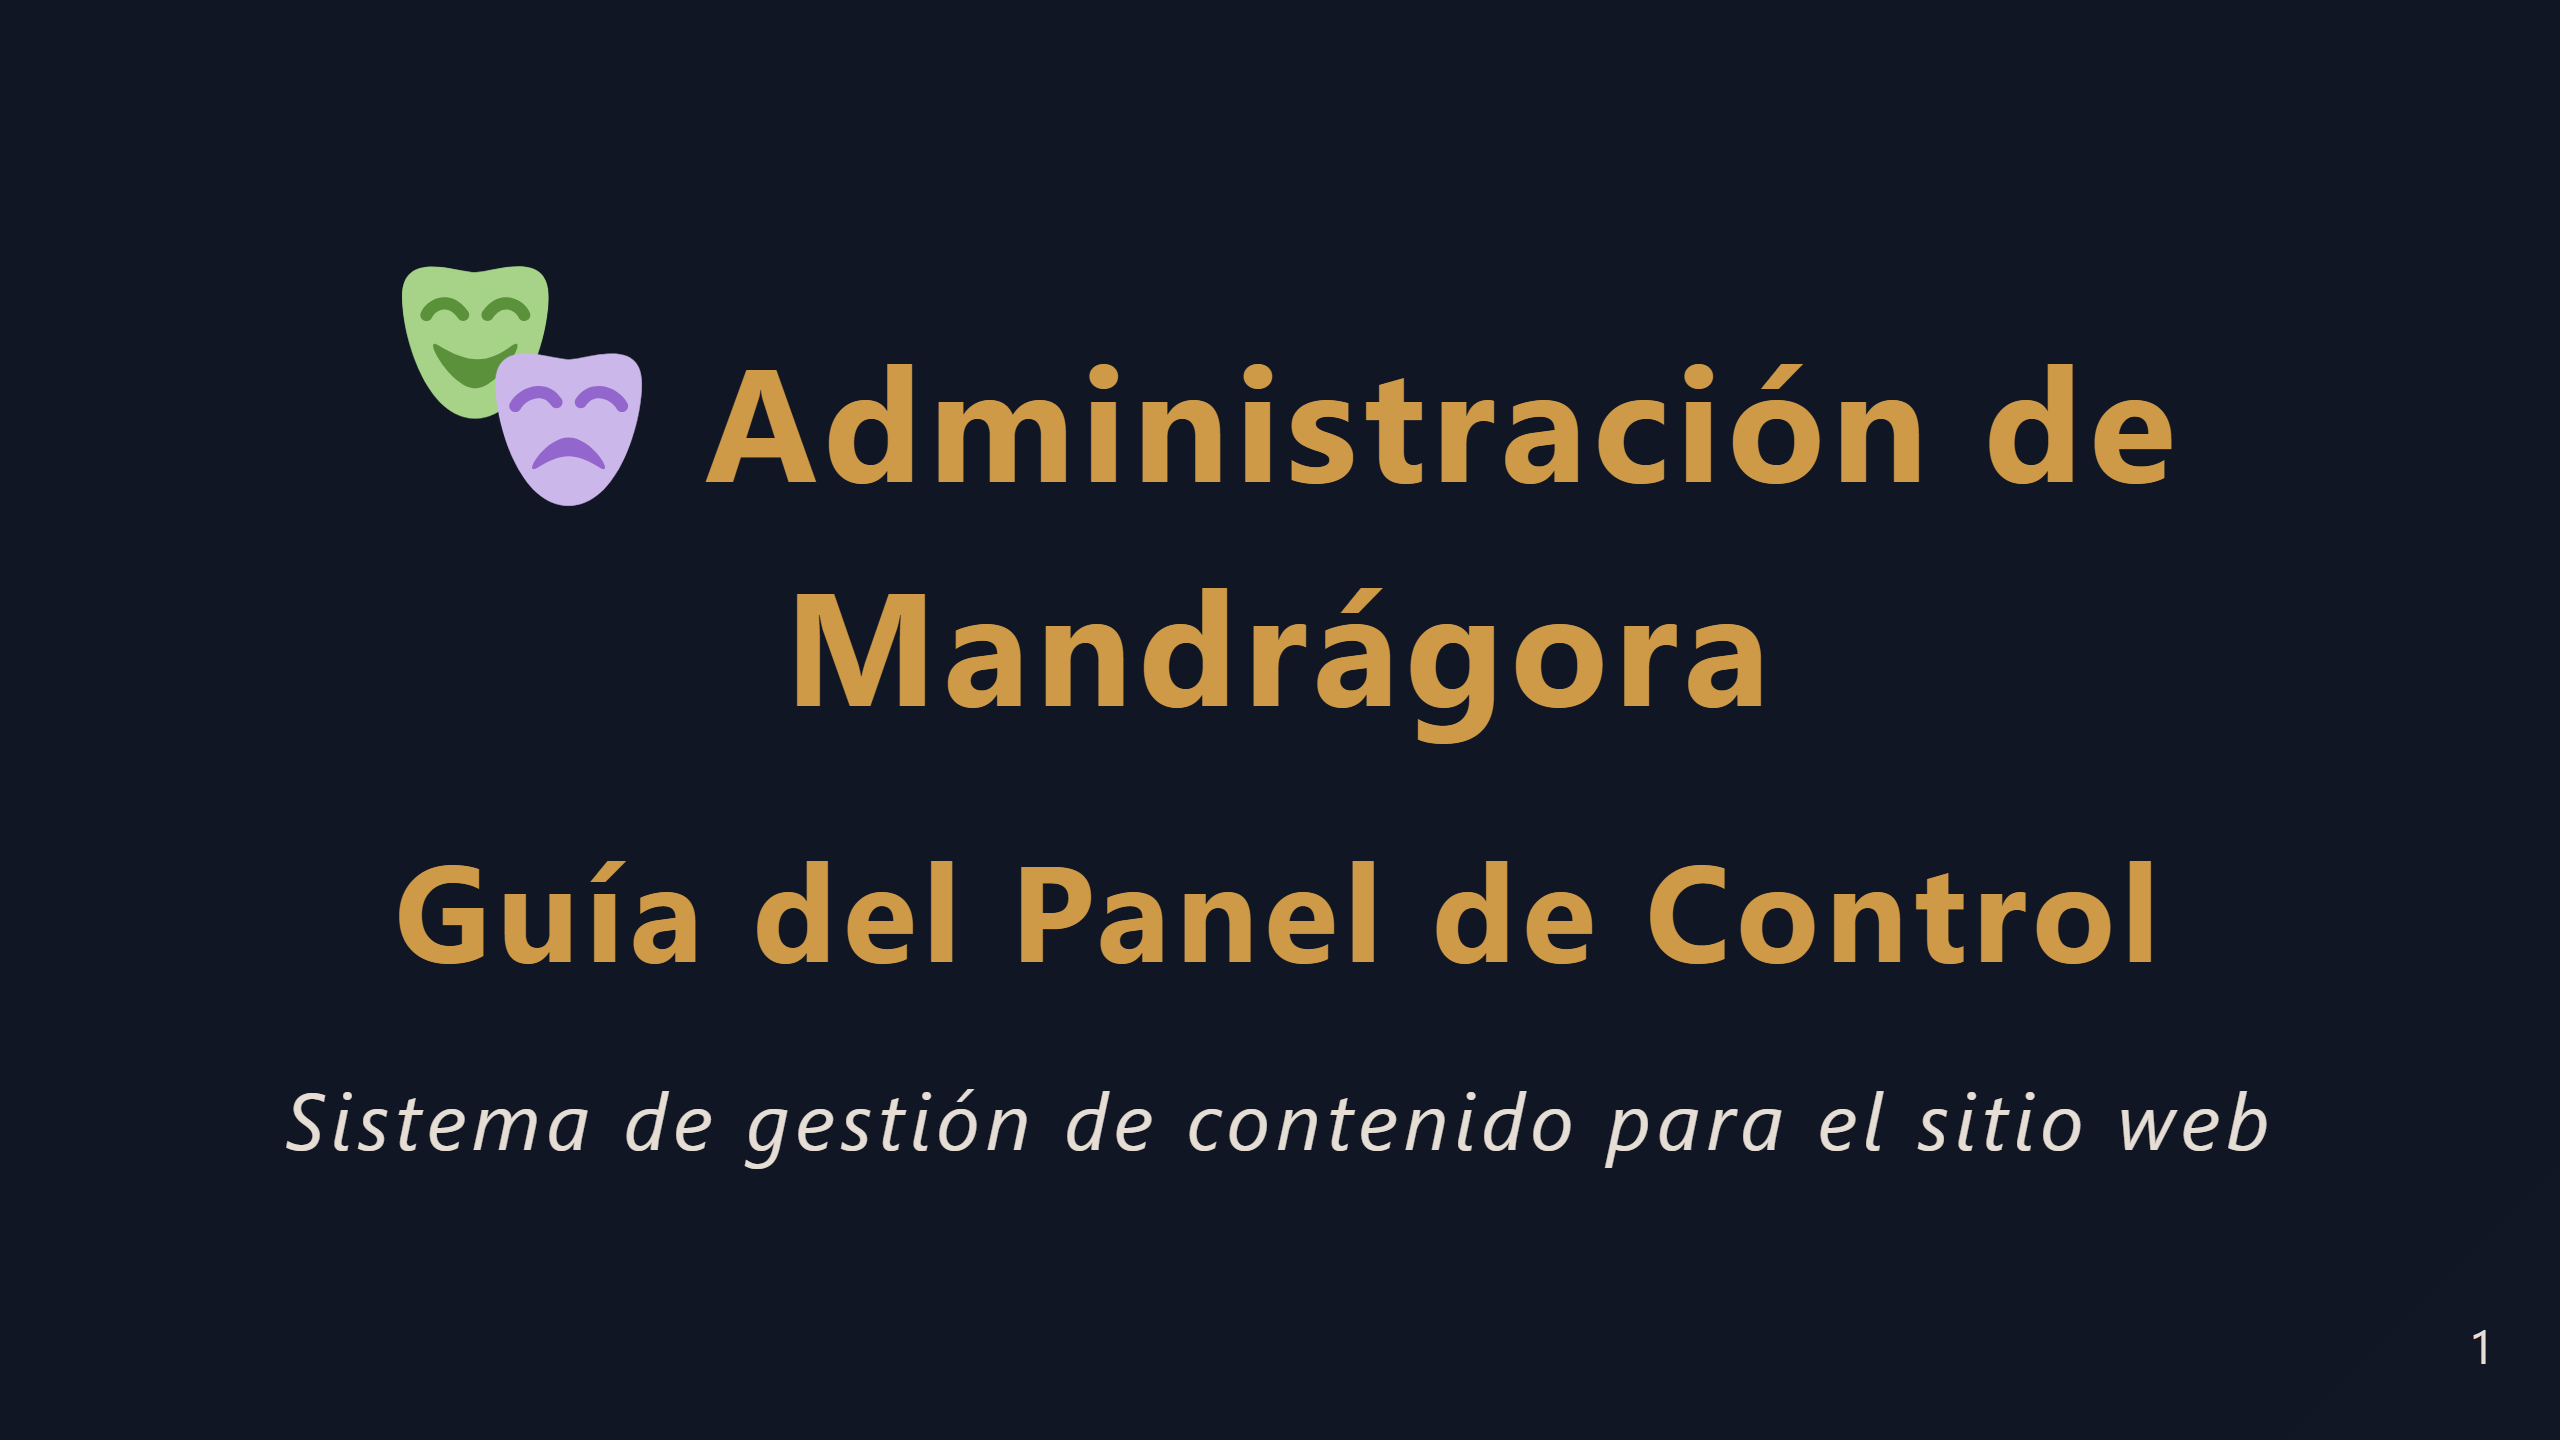 Administración de
Mandrágora
Guía del Panel de Control
Sistema de gestión de contenido para el sitio web
1